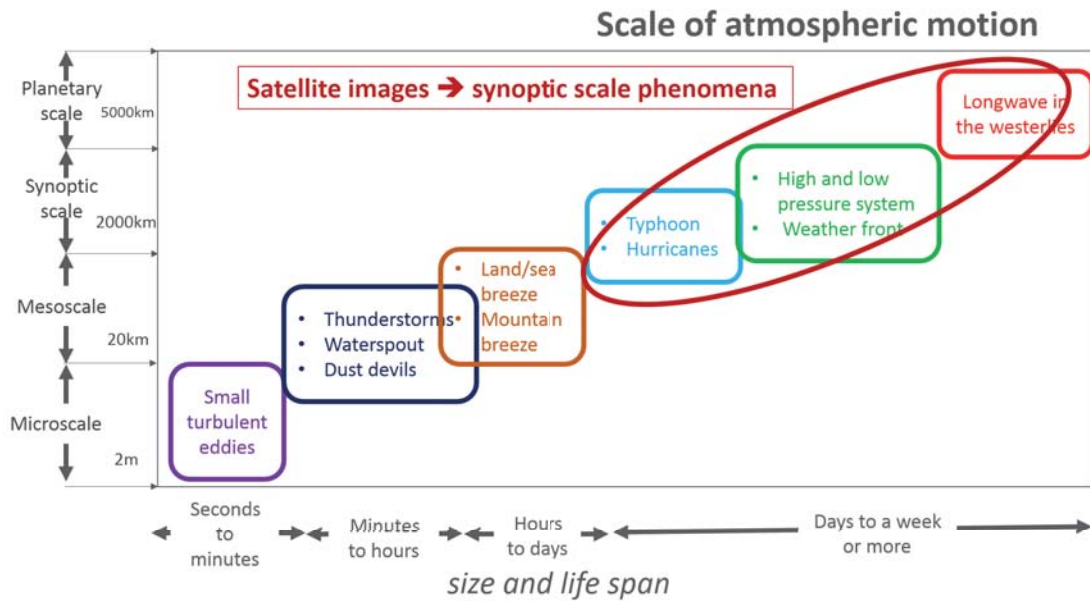 Scale of atmospheric motion
Satellite images ➔ synoptic scale phenomena
Planetary
scale
5000km
Synoptic
scale
2000km
Mesoscale
20km
Microscale
2m
Longwave in
the westerlies
• High and low
pressure system
• Weather front
• Typhoon
• Hurricanes
• Land/sea
breeze
• Mountain
breeze
• Thunderstorms
• Waterspout
• Dust devils
Small
turbulent
eddies
Seconds
to
minutes
Minutes
to hours
Hours
to days
Days to a week
or more
size and life span